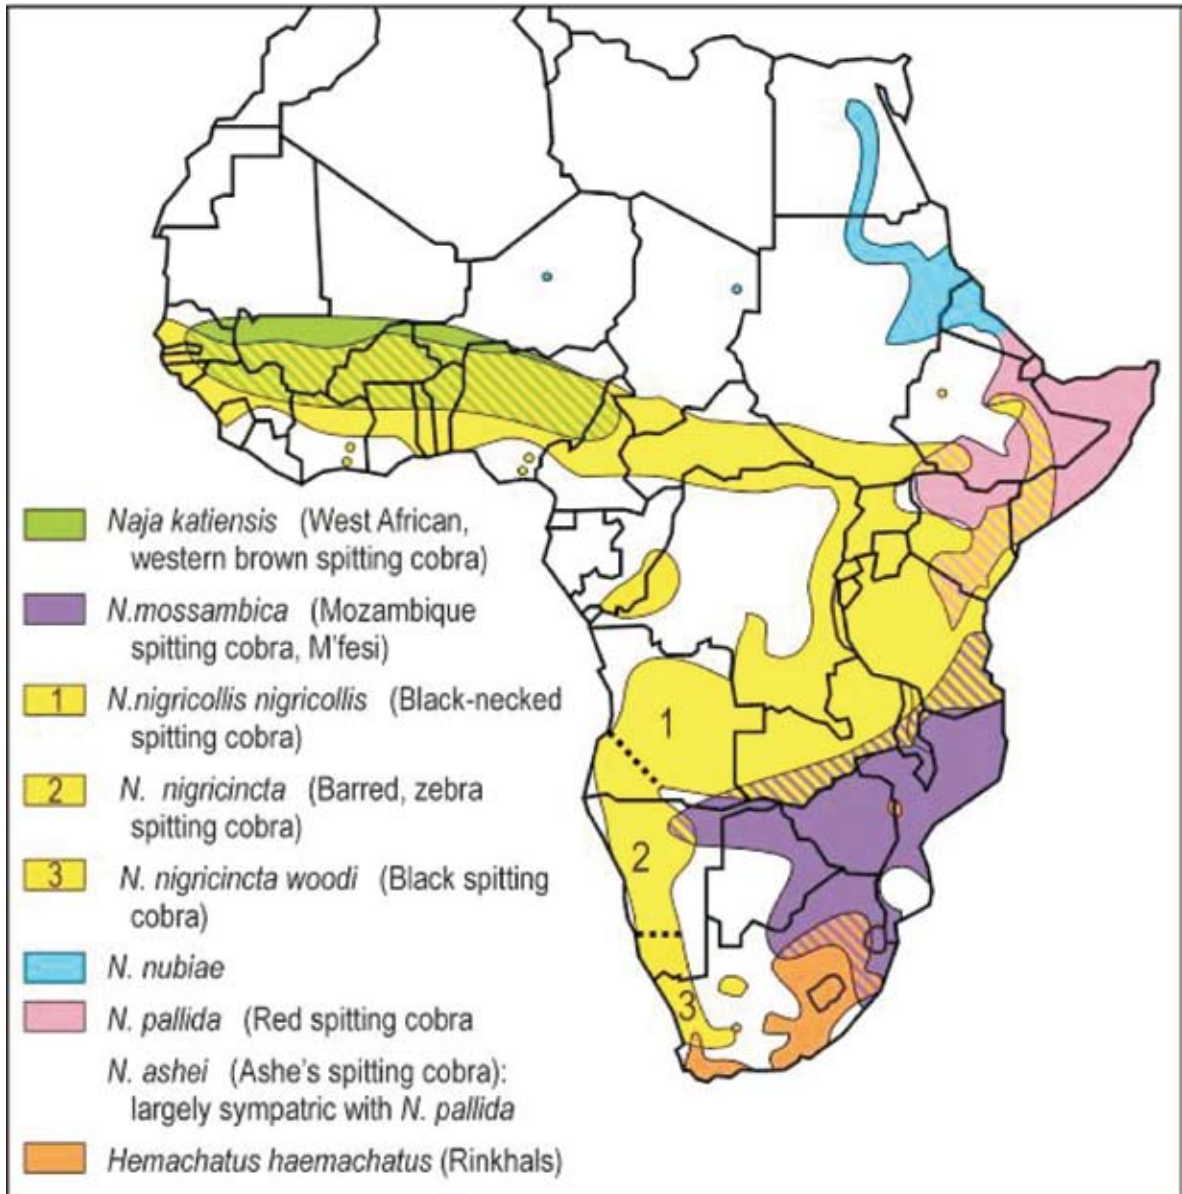 Naja katiensis (West African,
western brown spitting cobra)
N.mossambica (Mozambique
spitting cobra, M'fesi)
1 N.nigricollis nigricollis (Black-necked
spitting cobra)
2 N. nigricincta (Barred, zebra
spitting cobra)
3 N. nigricincta woodi (Black spitting
cobra)
N. nubiae
N. pallida (Red spitting cobra
N. ashei (Ashe's spitting cobra):
largely sympatric with N. pallida
Hemachatus haemachatus (Rinkhals)
1
2
3